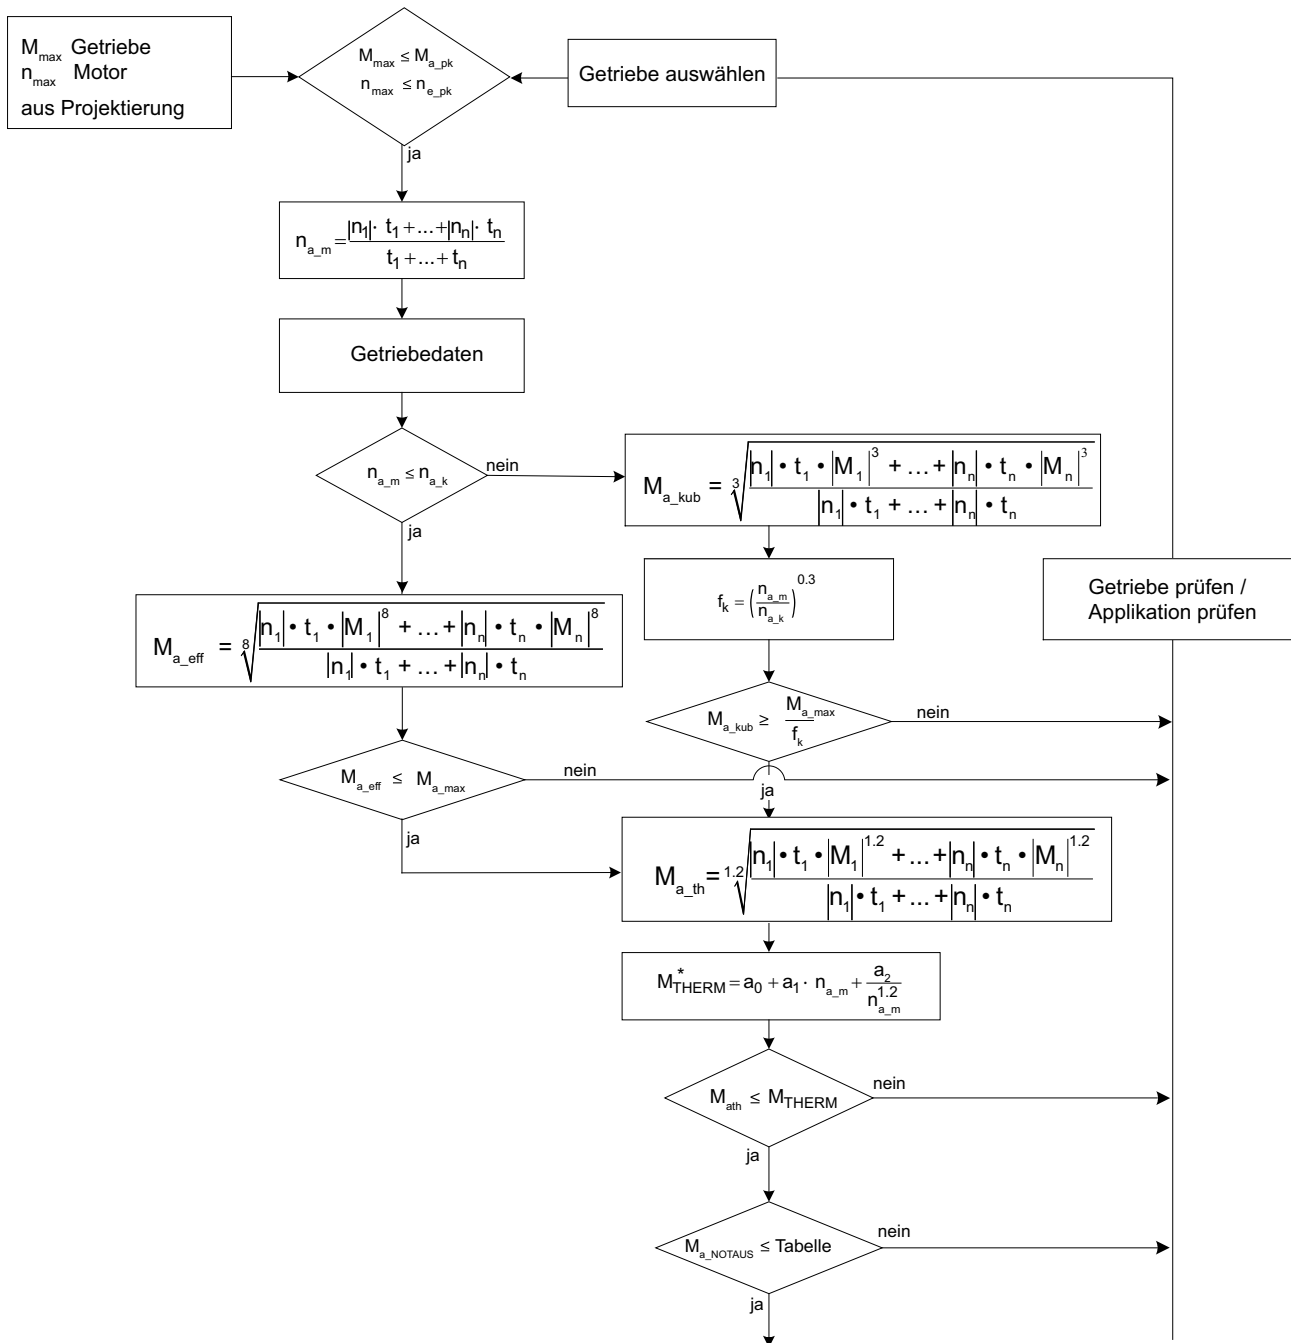 M_max Getriebe
n_max Motor
aus Projektierung
M_max ≤ M_a_pk
n_max ≤ n_e_pk
Getriebe auswählen
ja
n_a_m = (|n_1| · t_1 + ... + |n_n| · t_n) / (t_1 + ... + t_n)
Getriebedaten
n_a_m ≤ n_a_k
nein
ja
M_a_kub = ∛((|n_1| • t_1 • |M_1|^3 + ... + |n_n| • t_n • |M_n|^3) / (|n_1| • t_1 + ... + |n_n| • t_n))
f_k = (n_a_m / n_a_k)^0.3
Getriebe prüfen /
Applikation prüfen
M_a_eff = ⁸√((|n_1| • t_1 • |M_1|^8 + ... + |n_n| • t_n • |M_n|^8) / (|n_1| • t_1 + ... + |n_n| • t_n))
M_a_kub ≥ M_a_max / f_k
nein
ja
M_a_eff ≤ M_a_max
nein
ja
M_a_th = ^1.2√((|n_1| • t_1 • |M_1|^1.2 + ... + |n_n| • t_n • |M_n|^1.2) / (|n_1| • t_1 + ... + |n_n| • t_n))
M*_THERM = a_0 + a_1 · n_a_m + a_2 / n_a_m^1.2
M_ath ≤ M_THERM
nein
ja
M_a_NOTAUS ≤ Tabelle
nein
ja